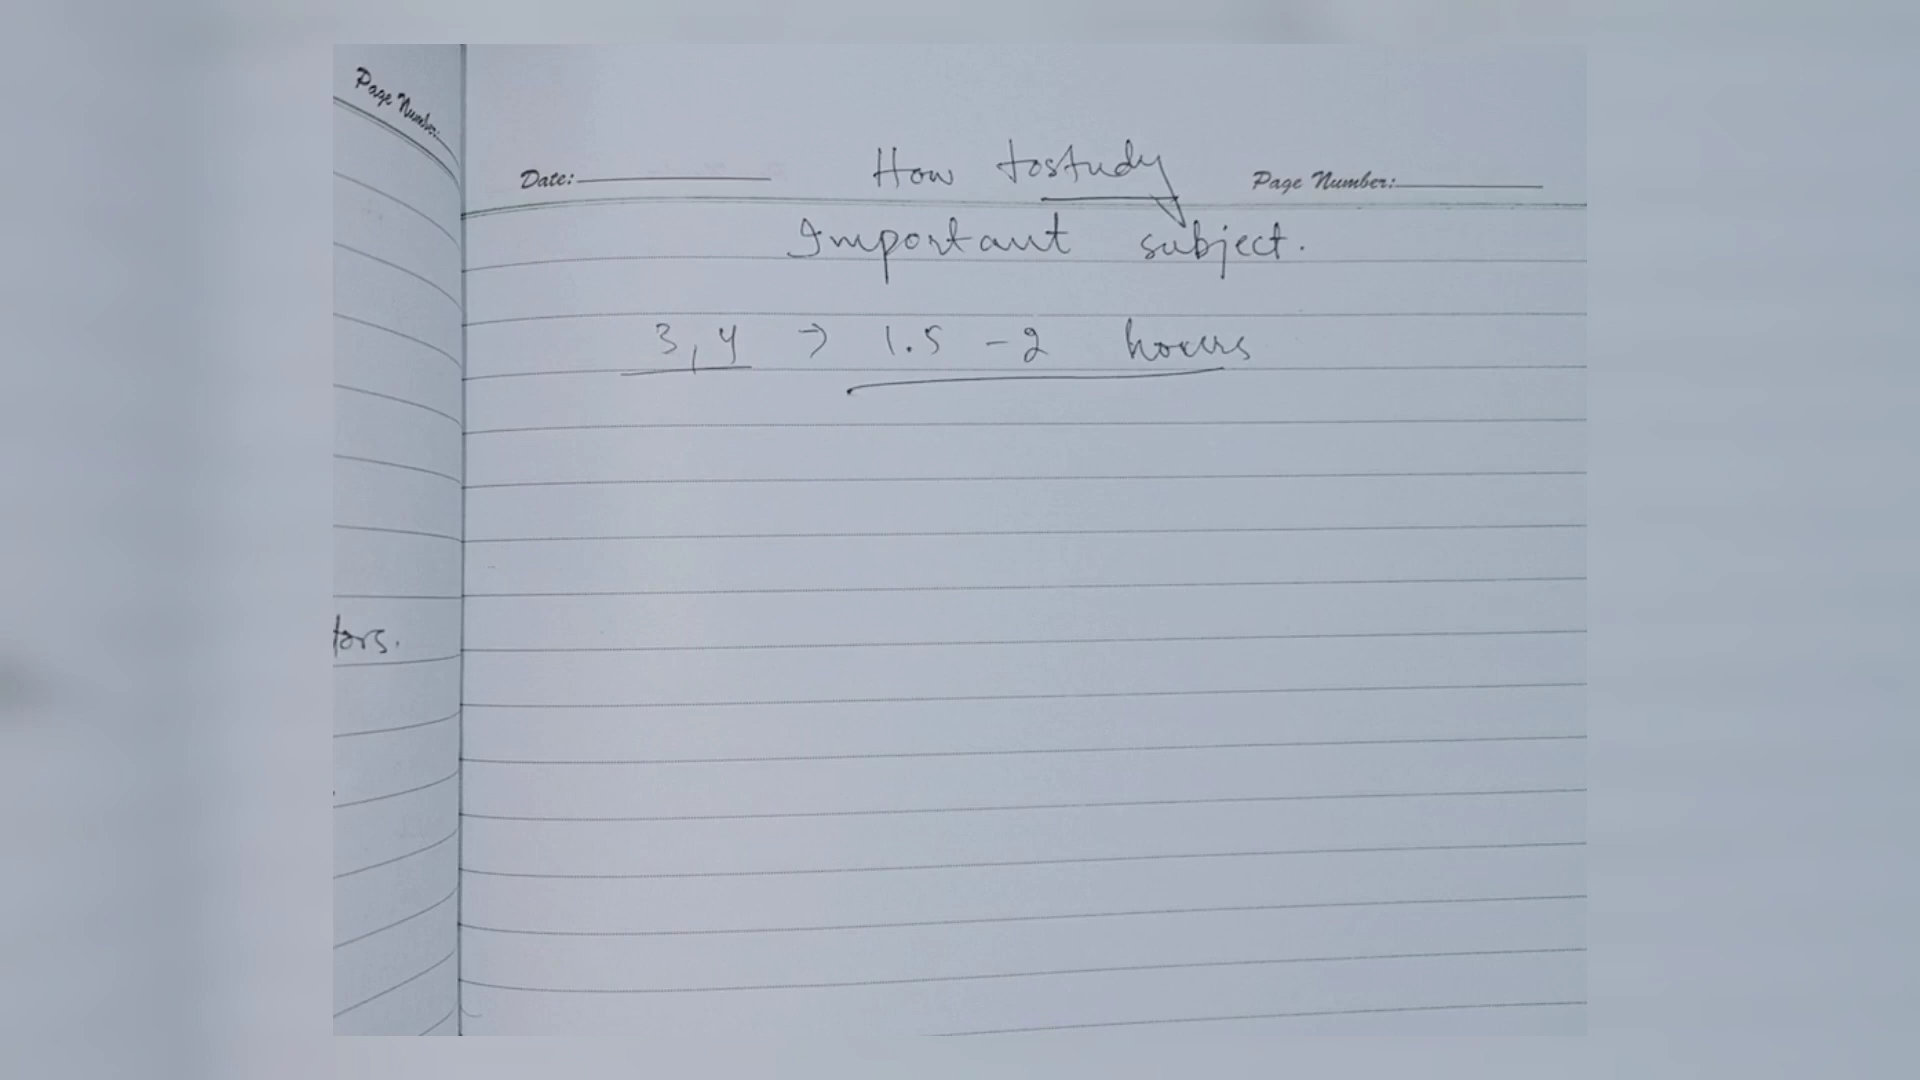 Page Number:
Date: How tostudy Page Number:
Important subject.
3,4 → 1.5 - 2 hours
tors.